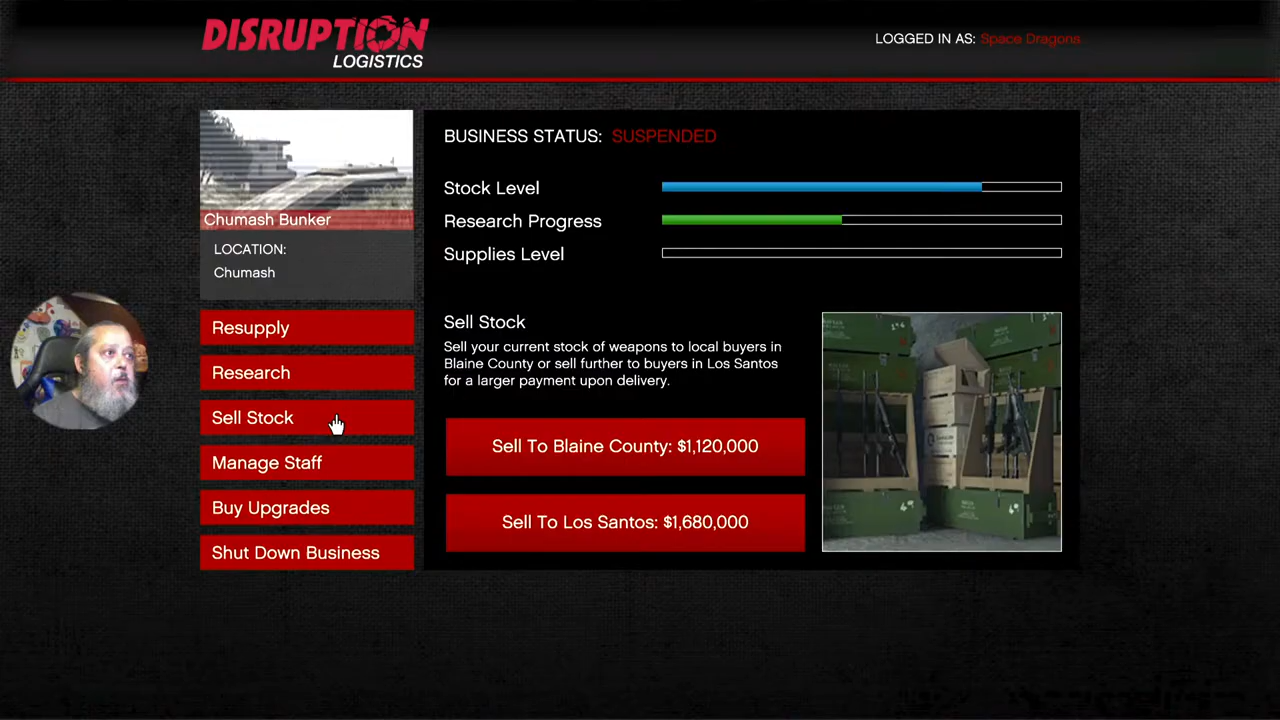 DISRUPTION
LOGISTICS
LOGGED IN AS: Space Dragons
Chumash Bunker
LOCATION:
Chumash
Resupply
Research
Sell Stock
Manage Staff
Buy Upgrades
Shut Down Business
BUSINESS STATUS: SUSPENDED
Stock Level
Research Progress
Supplies Level
Sell Stock
Sell your current stock of weapons to local buyers in
Blaine County or sell further to buyers in Los Santos
for a larger payment upon delivery.
Sell To Blaine County: $1,120,000
Sell To Los Santos: $1,680,000